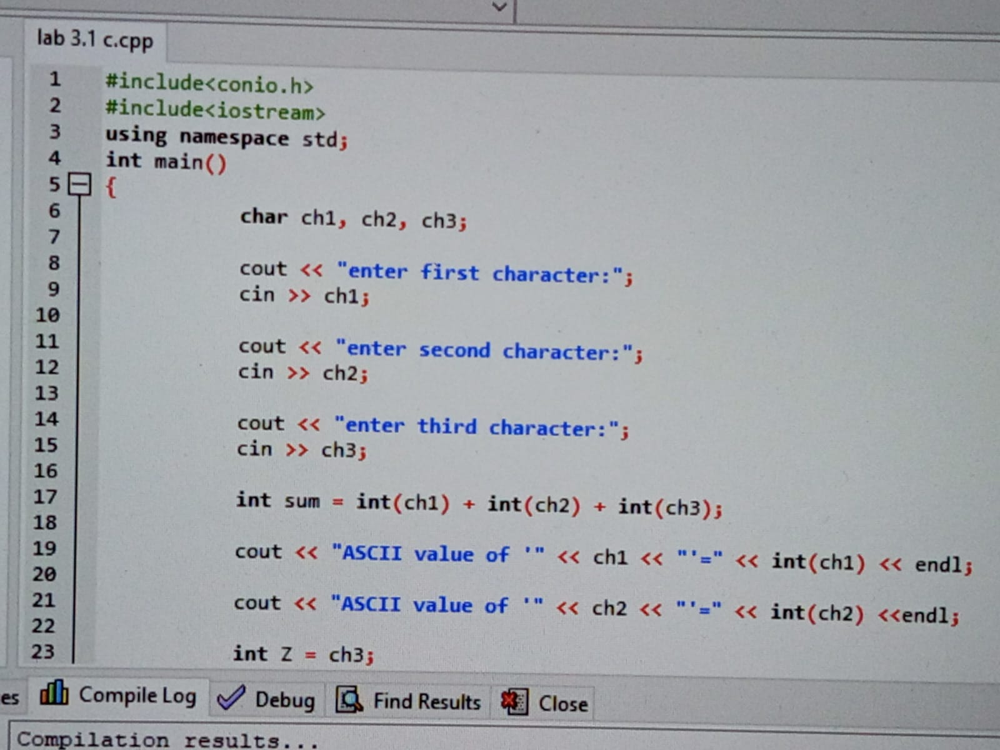 lab 3.1 c.cpp
1 #include<conio.h>
2 #include<iostream>
3 using namespace std;
4 int main()
5 {
6 char ch1, ch2, ch3;
7
8 cout << "enter first character:";
9 cin >> ch1;
10
11 cout << "enter second character:";
12 cin >> ch2;
13
14 cout << "enter third character:";
15 cin >> ch3;
16
17 int sum = int(ch1) + int(ch2) + int(ch3);
18
19 cout << "ASCII value of '" << ch1 << "'=" << int(ch1) << endl;
20
21 cout << "ASCII value of '" << ch2 << "'=" << int(ch2) <<endl;
22
23 int Z = ch3;
es Compile Log Debug Find Results Close
Compilation results...